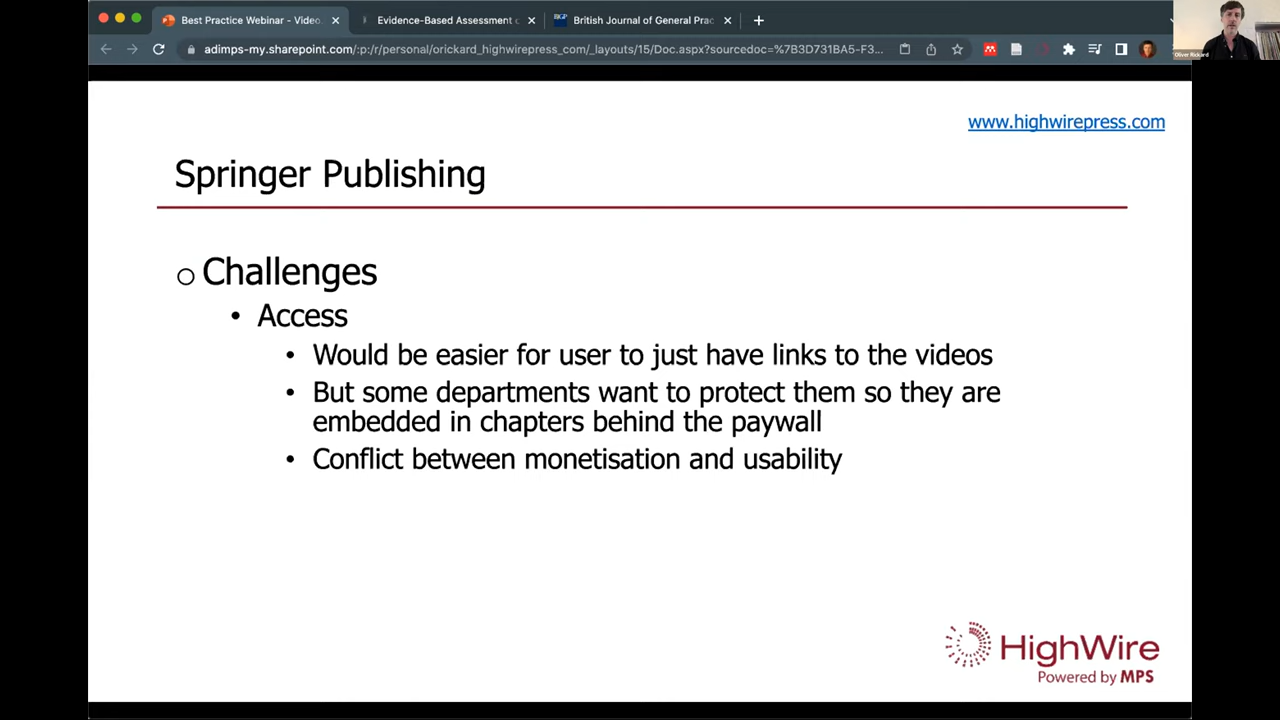 Best Practice Webinar - Video.
Evidence-Based Assessment o
British Journal of General Prac
adimps-my.sharepoint.com/:p:/r/personal/orickard_highwirepress_com/_layouts/15/Doc.aspx?sourcedoc=%7B3D731BA5-F3...
Oliver Rickard
www.highwirepress.com
Springer Publishing
Challenges
• Access
• Would be easier for user to just have links to the videos
• But some departments want to protect them so they are
embedded in chapters behind the paywall
• Conflict between monetisation and usability
HighWire
Powered by MPS